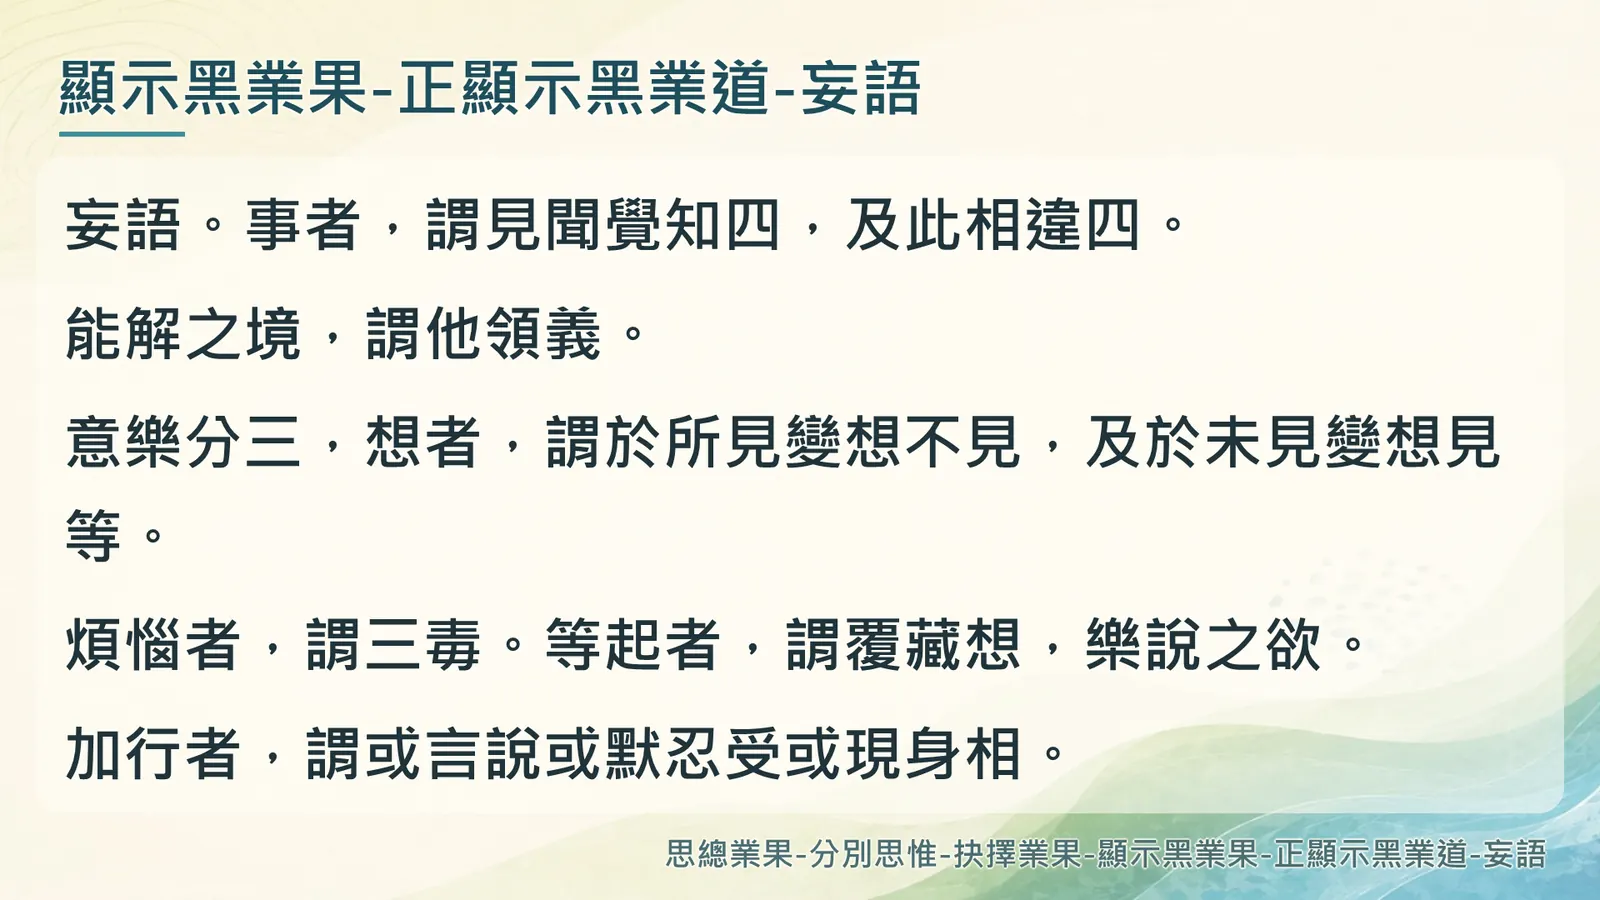 顯示黑業果-正顯示黑業道-妄語
妄語。事者，謂見聞覺知四，及此相違四。
能解之境，謂他領義。
意樂分三，想者，謂於所見變想不見，及於未見變想見
等。
煩惱者，謂三毒。等起者，謂覆藏想，樂說之欲。
加行者，謂或言說或默忍受或現身相。
思總業果-分別思惟-抉擇業果-顯示黑業果-正顯示黑業道-妄語